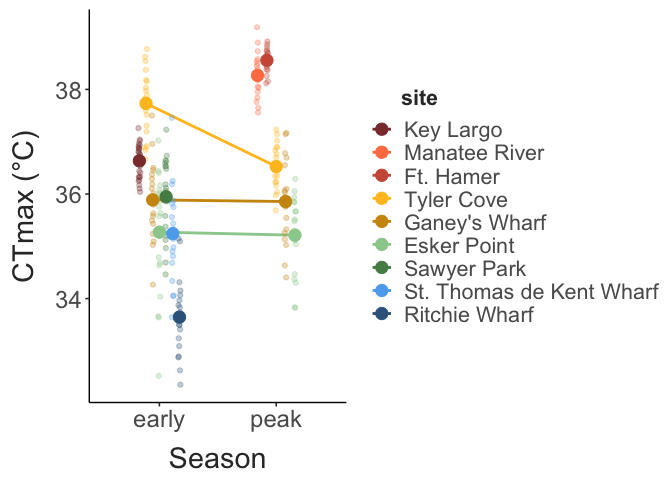 38
36
34
CTmax (°C)
early
peak
Season
site
Key Largo
Manatee River
Ft. Hamer
Tyler Cove
Ganey's Wharf
Esker Point
Sawyer Park
St. Thomas de Kent Wharf
Ritchie Wharf